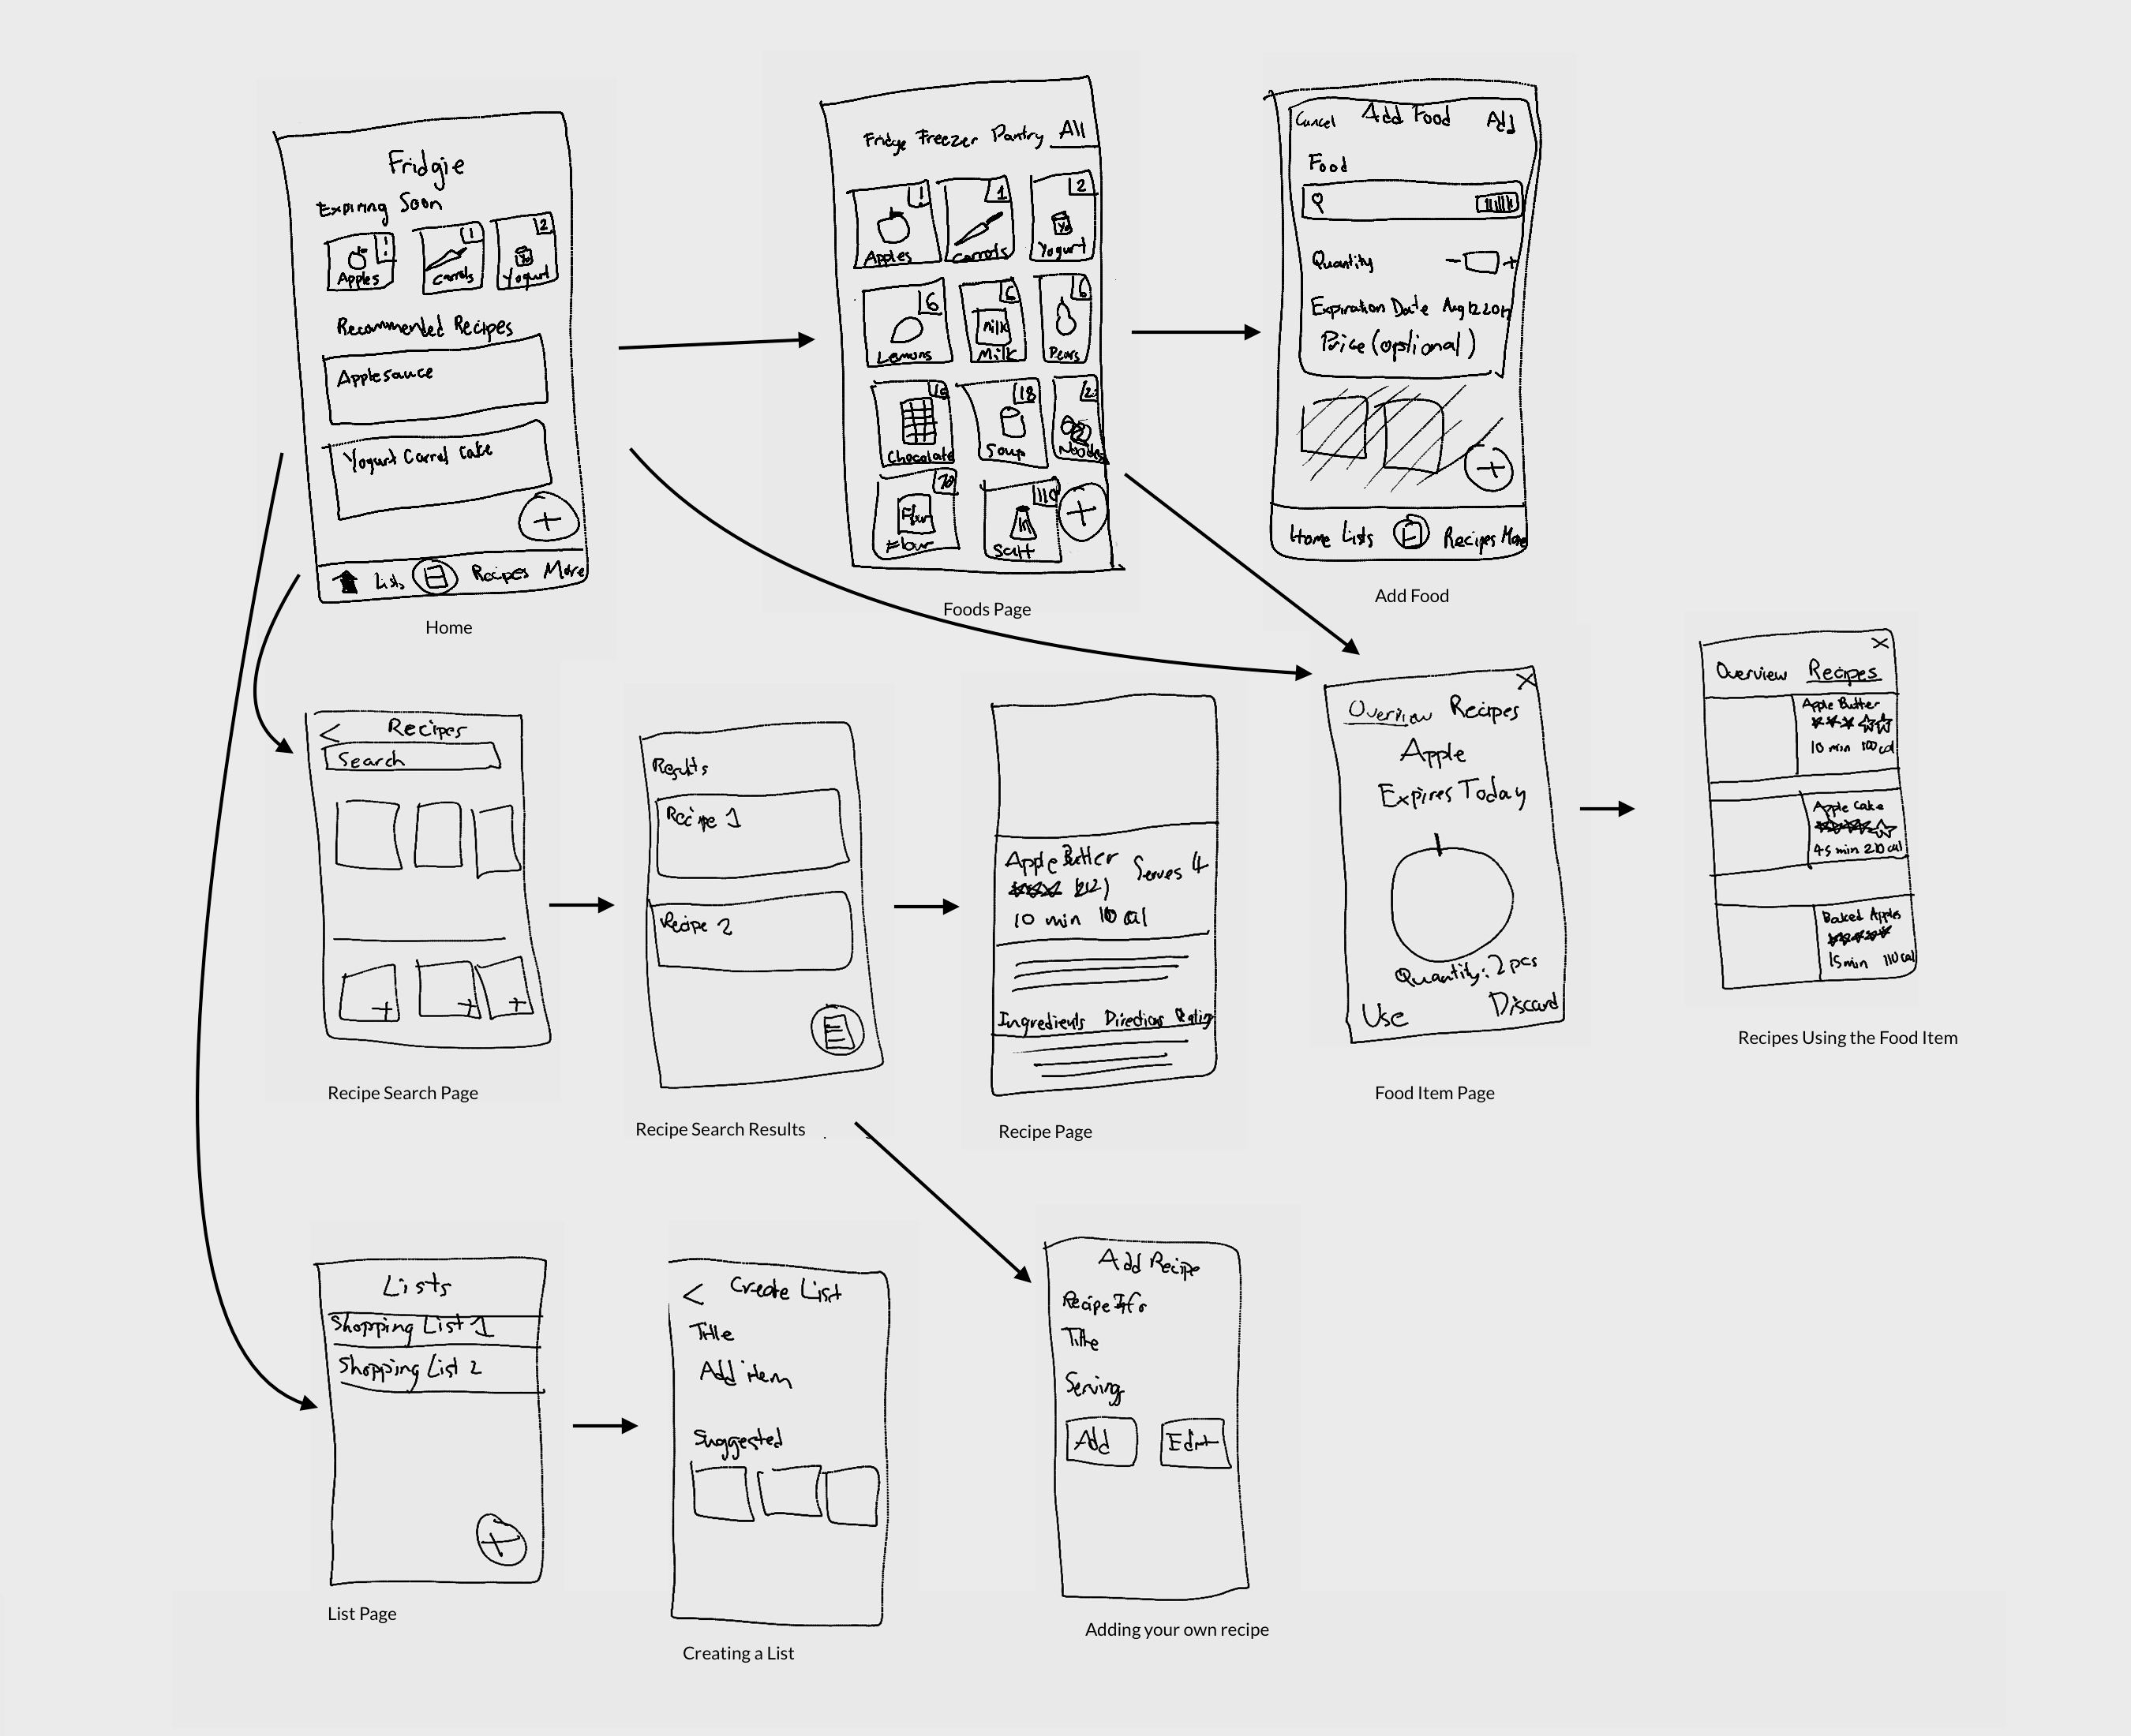 Fridgie
Expiring Soon
! 1 2
Apples Carrots Yogurt
Recommended Recipes
Applesauce
Yogurt Carrot Cake
+
Lists Recipes More
Home
Fridge Freezer Pantry All
! 1 2
Apples Carrots Yogurt
6 6 6
Milk
Lemons Milk Pears
15 18 2
Chocolate Soup Noodles
70 110
Flour
Flour Salt
+
Foods Page
Cancel Add Food Add
Food
Quantity - +
Expiration Date Aug 12 2017
Price (optional)
+
Home Lists Recipes More
Add Food
< Recipes
Search
+ + +
Recipe Search Page
Results
Recipe 1
Recipe 2
Recipe Search Results
Apple Butter Serves 4
(212)
10 min 10 cal
Ingredients Directions Rating
Recipe Page
X
Overview Recipes
Apple
Expires Today
Quantity: 2 pcs
Use Discard
Food Item Page
X
Overview Recipes
Apple Butter
10 min 100 cal
Apple Cake
45 min 210 cal
Baked Apples
15 min 110 cal
Recipes Using the Food Item
Lists
Shopping List 1
Shopping List 2
+
List Page
< Create List
Title
Add item
Suggested
Creating a List
Add Recipe
Recipe Info
Title
Serving
Add Edit
Adding your own recipe